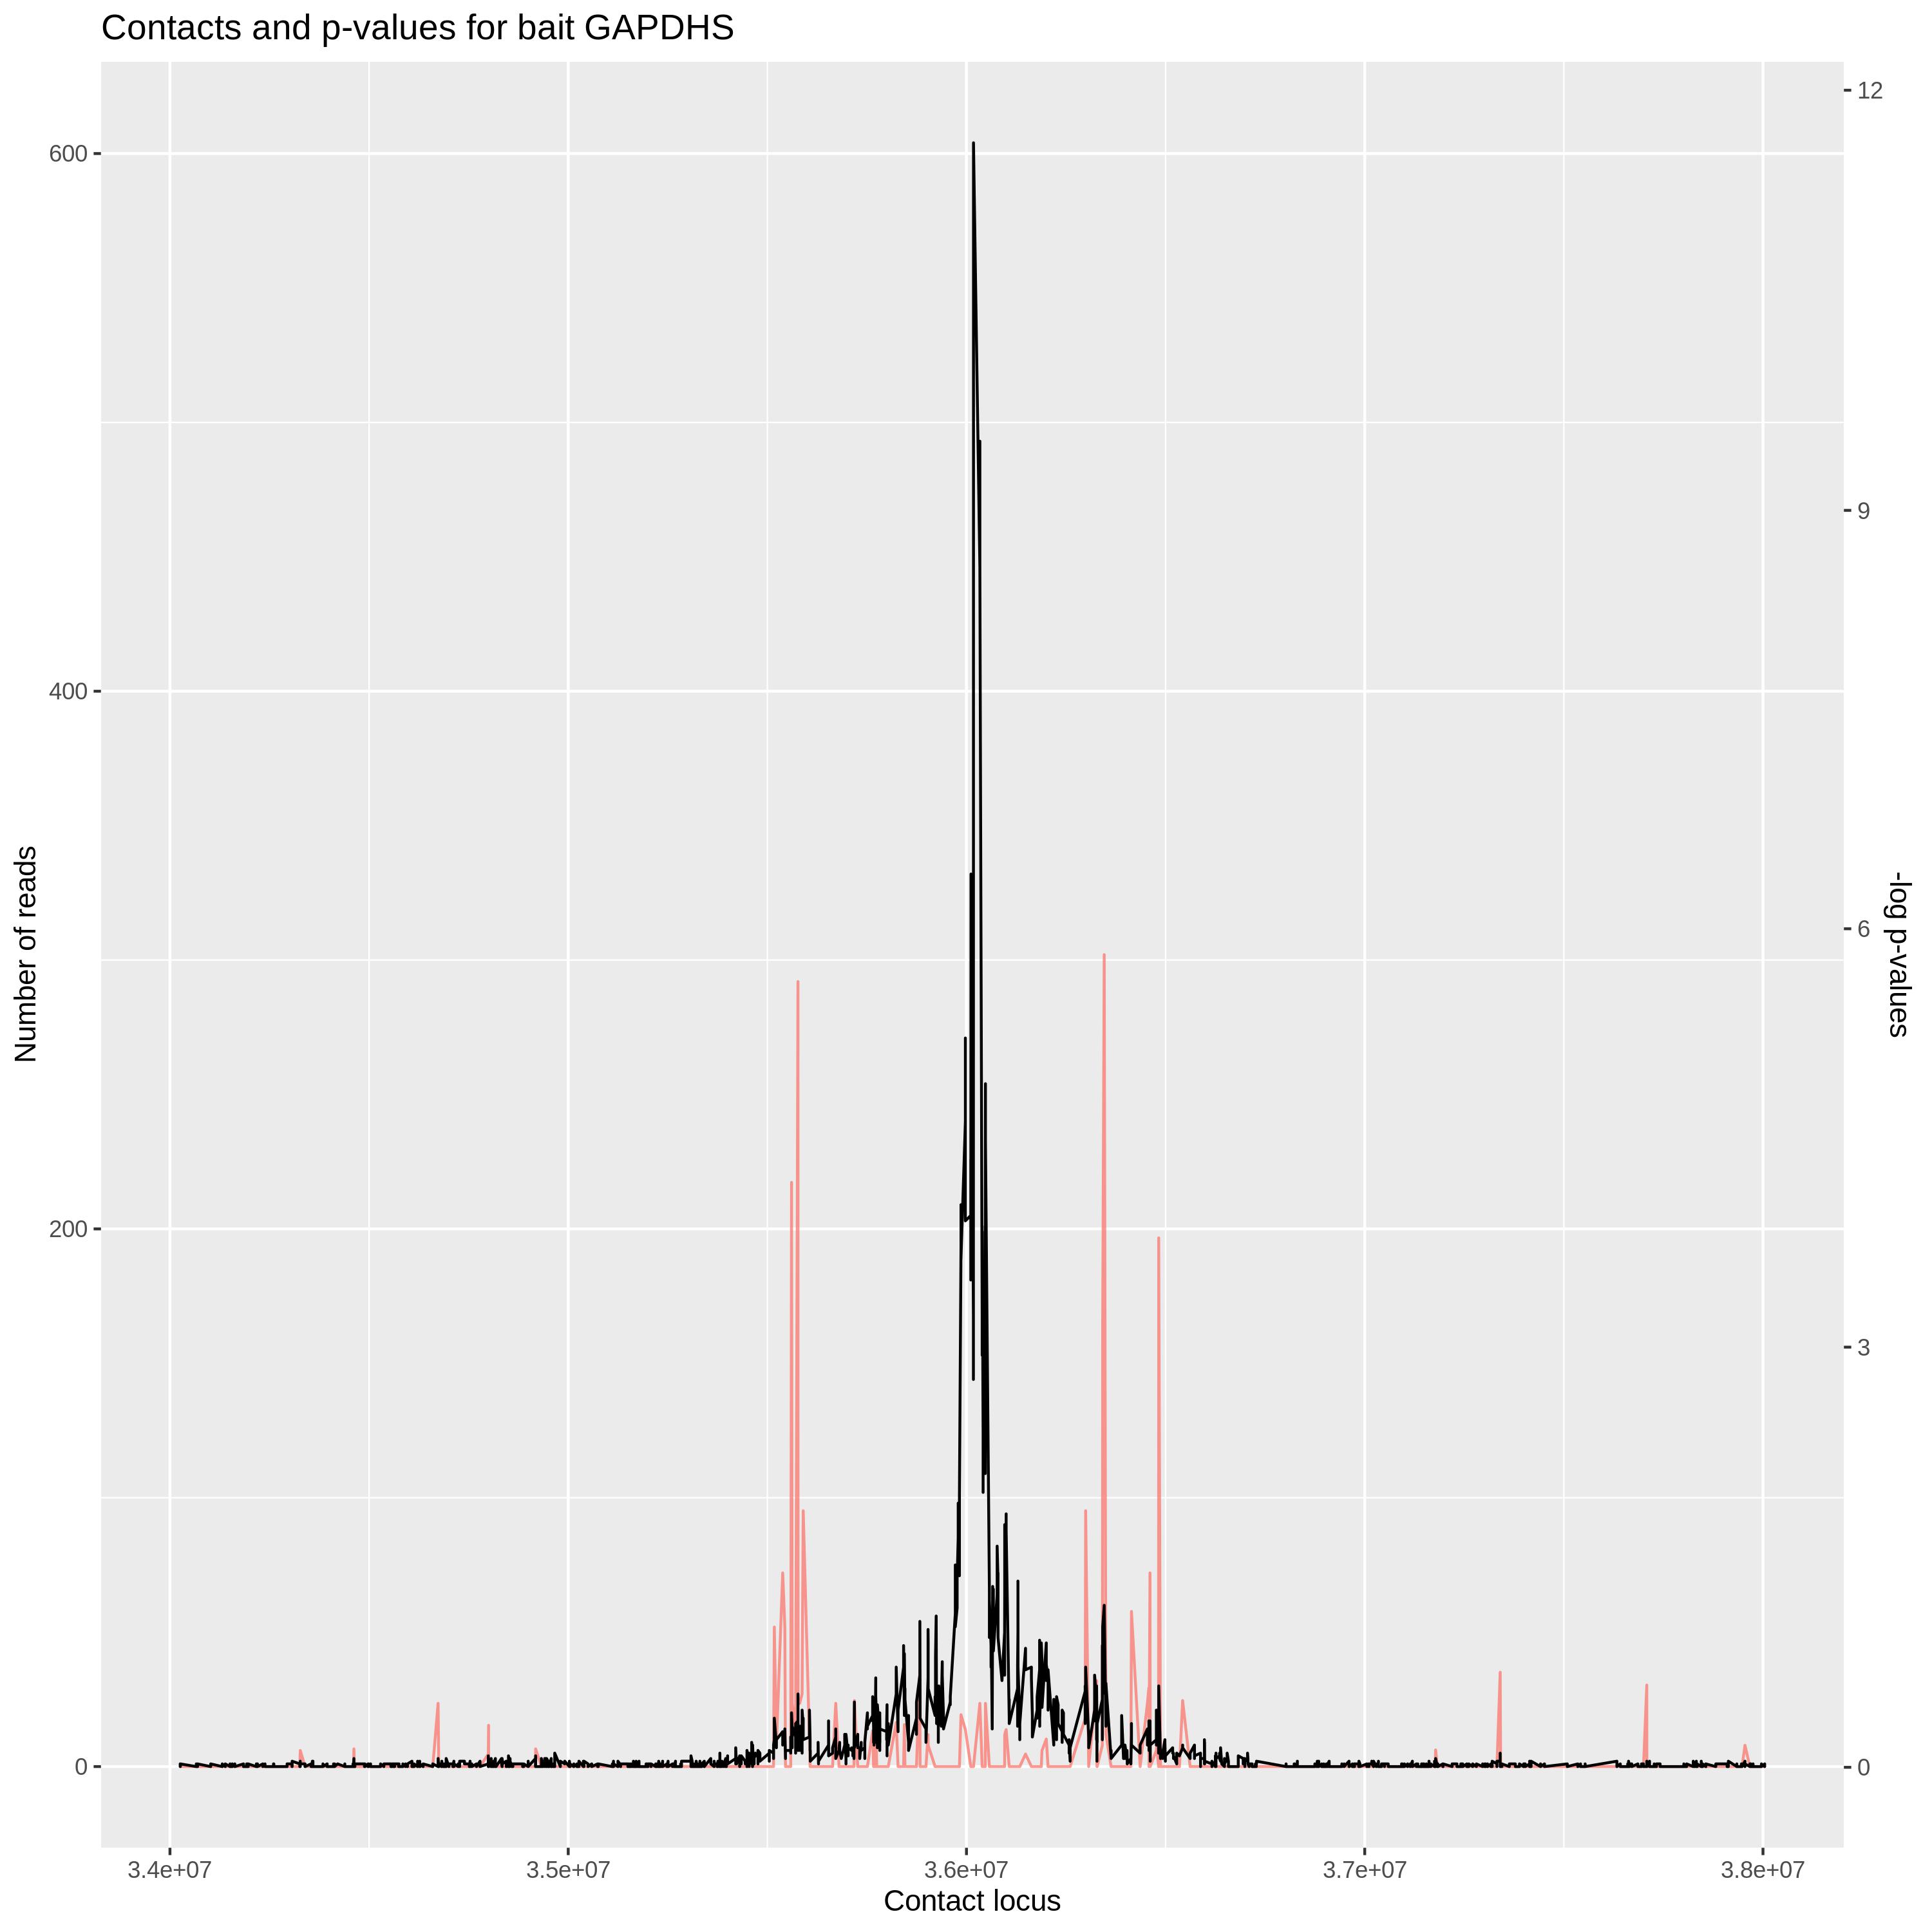 Contacts and p-values for bait GAPDHS
12
600
9
400
6
Number of reads
-log p-values
200
3
0
0
3.4e+07
3.5e+07
3.6e+07
3.7e+07
3.8e+07
Contact locus